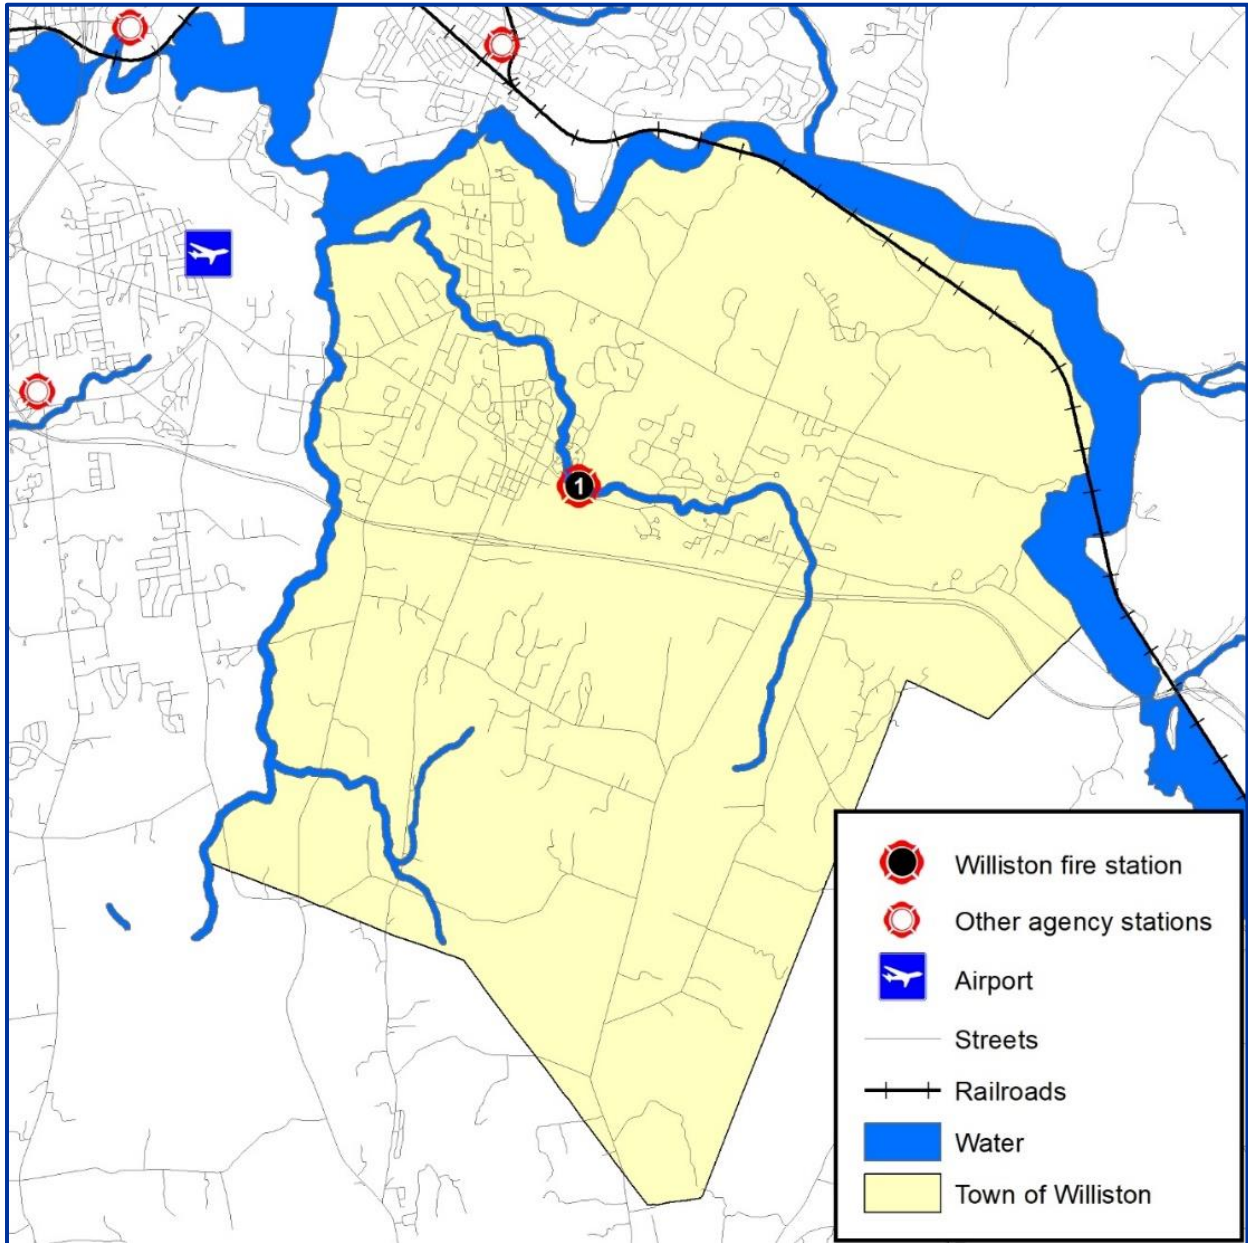 1
Williston fire station
Other agency stations
Airport
Streets
Railroads
Water
Town of Williston